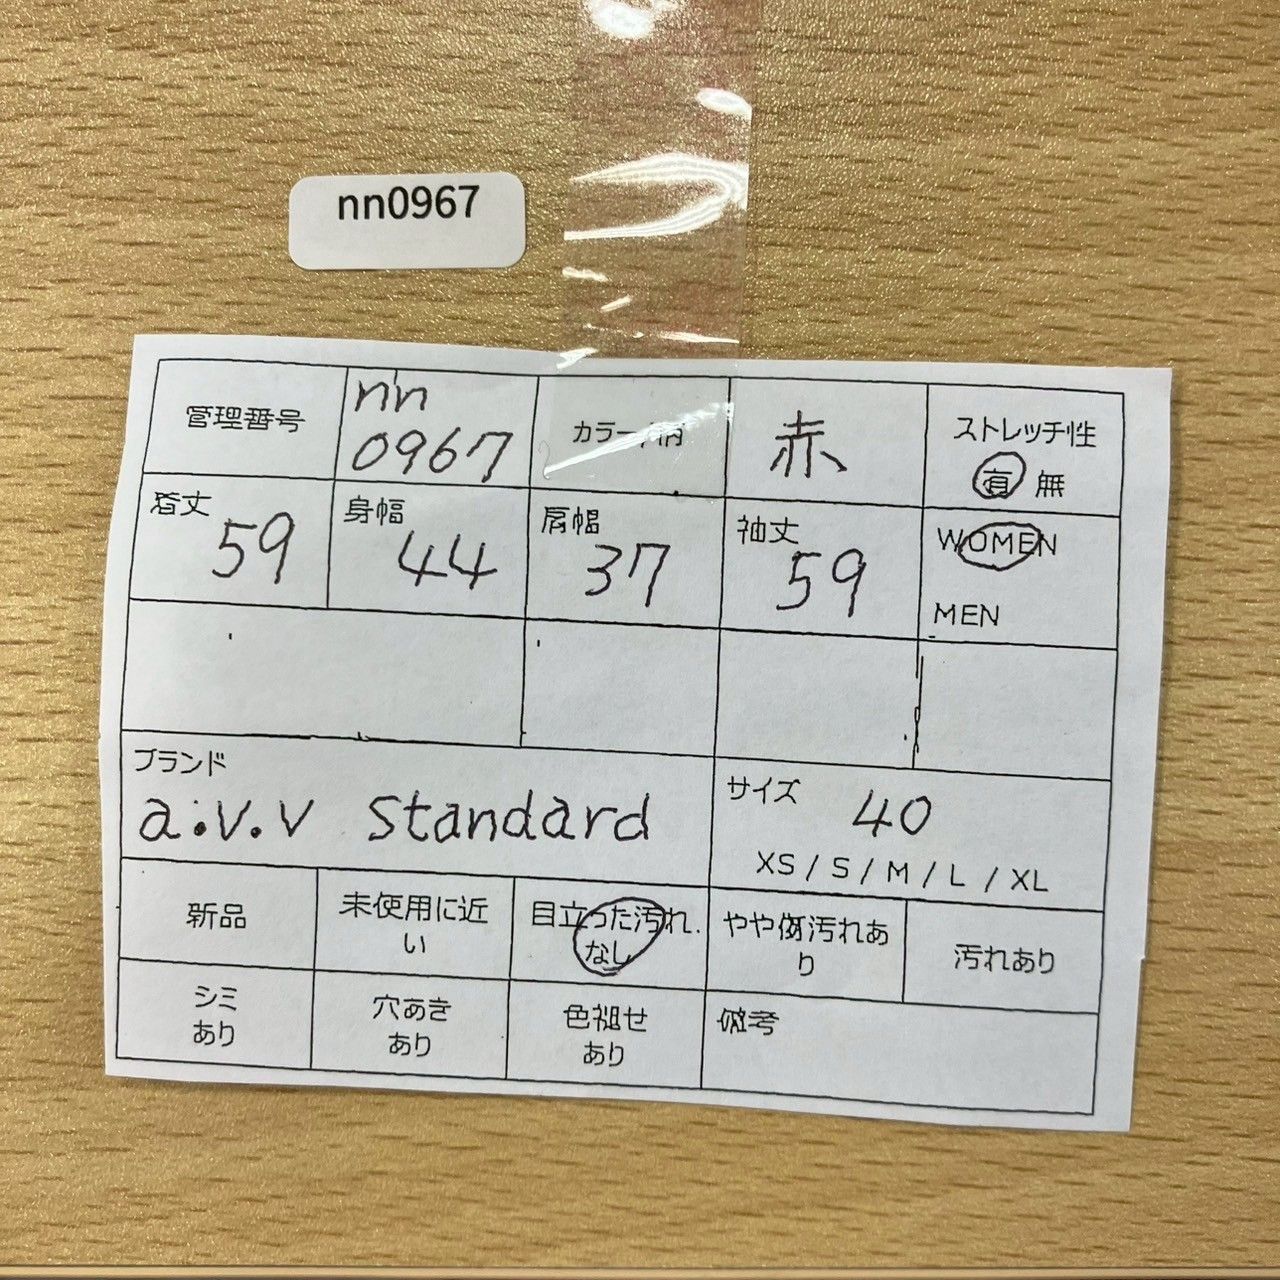 nn0967
管理番号
nn
0967
カラー/柄
赤
ストレッチ性
有 無
着丈
59
身幅
44
肩幅
37
袖丈
59
WOMEN
MEN
ブランド
a.v.v standard
サイズ
40
XS / S / M / L / XL
新品
未使用に近
い
目立った汚れ
なし
やや傷汚れあ
り
汚れあり
シミ
あり
穴あき
あり
色褪せ
あり
備考